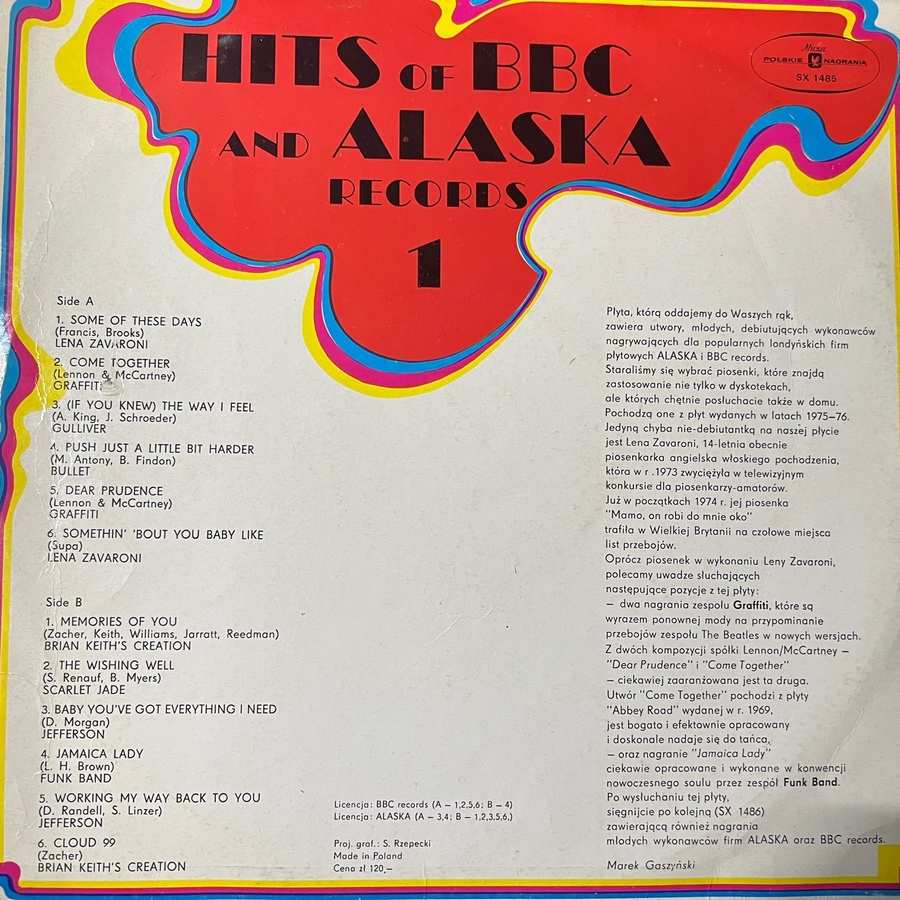 HITS OF BBC
AND ALASKA
RECORDS
1
Muza
POLSKIE NAGRANIA
SX 1485
Side A
1. SOME OF THESE DAYS
(Francis, Brooks)
LENA ZAVARONI
2. COME TOGETHER
(Lennon & McCartney)
GRAFFITI
3. (IF YOU KNEW) THE WAY I FEEL
(A. King, J. Schroeder)
GULLIVER
4. PUSH JUST A LITTLE BIT HARDER
(M. Antony, B. Findon)
BULLET
5. DEAR PRUDENCE
(Lennon & McCartney)
GRAFFITI
6. SOMETHIN' 'BOUT YOU BABY LIKE
(Supa)
LENA ZAVARONI
Side B
1. MEMORIES OF YOU
(Zacher, Keith, Williams, Jarratt, Reedman)
BRIAN KEITH'S CREATION
2. THE WISHING WELL
(S. Renauf, B. Myers)
SCARLET JADE
3. BABY YOU'VE GOT EVERYTHING I NEED
(D. Morgan)
JEFFERSON
4. JAMAICA LADY
(L. H. Brown)
FUNK BAND
5. WORKING MY WAY BACK TO YOU
(D. Randell, S. Linzer)
JEFFERSON
6. CLOUD 99
(Zacher)
BRIAN KEITH'S CREATION
Licencja: BBC records (A – 1,2,5,6; B – 4)
Licencja: ALASKA (A – 3,4; B – 1,2,3,5,6,)
Proj. graf.: S. Rzepecki
Made in Poland
Cena zł 120,—
Płyta, którą oddajemy do Waszych rąk,
zawiera utwory, młodych, debiutujących wykonawców
nagrywających dla popularnych londyńskich firm
płytowych ALASKA i BBC records.
Staraliśmy się wybrać piosenki, które znajdą
zastosowanie nie tylko w dyskotekach,
ale których chętnie posłuchacie także w domu.
Pochodzą one z płyt wydanych w latach 1975–76.
Jedyną chyba nie-debiutantką na naszej płycie
jest Lena Zavaroni, 14-letnia obecnie
piosenkarka angielska włoskiego pochodzenia,
która w r .1973 zwyciężyła w telewizyjnym
konkursie dla piosenkarzy-amatorów.
Już w początkach 1974 r. jej piosenka
"Mamo, on robi do mnie oko"
trafiła w Wielkiej Brytanii na czołowe miejsca
list przebojów.
Oprócz piosenek w wykonaniu Leny Zavaroni,
polecamy uwadze słuchających
następujące pozycje z tej płyty:
— dwa nagrania zespołu Graffiti, które są
wyrazem ponownej mody na przypominanie
przebojów zespołu The Beatles w nowych wersjach.
Z dwóch kompozycji spółki Lennon/McCartney —
"Dear Prudence" i "Come Together"
— ciekawiej zaaranżowana jest ta druga.
Utwór "Come Together" pochodzi z płyty
"Abbey Road" wydanej w r. 1969,
jest bogato i efektownie opracowany
i doskonale nadaje się do tańca,
— oraz nagranie "Jamaica Lady"
ciekawie opracowane i wykonane w konwencji
nowoczesnego soulu przez zespół Funk Band.
Po wysłuchaniu tej płyty,
sięgnijcie po kolejną (SX 1486)
zawierającą również nagrania
młodych wykonawców firm ALASKA oraz BBC records.
Marek Gaszyński